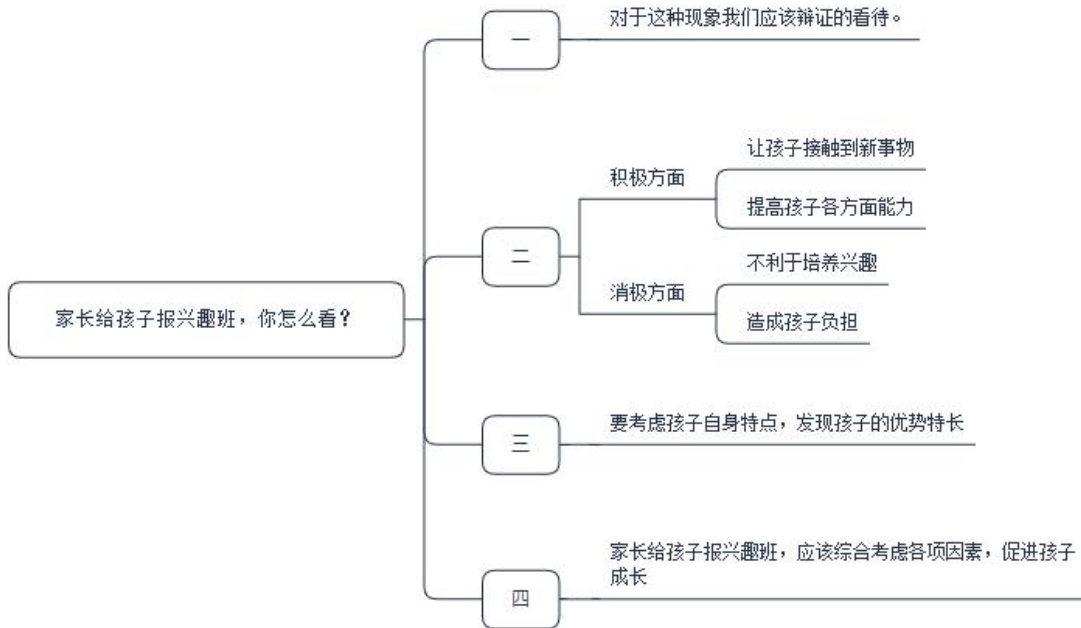 家长给孩子报兴趣班，你怎么看？
一
对于这种现象我们应该辩证的看待。
二
积极方面
让孩子接触到新事物
提高孩子各方面能力
消极方面
不利于培养兴趣
造成孩子负担
三
要考虑孩子自身特点，发现孩子的优势特长
四
家长给孩子报兴趣班，应该综合考虑各项因素，促进孩子
成长